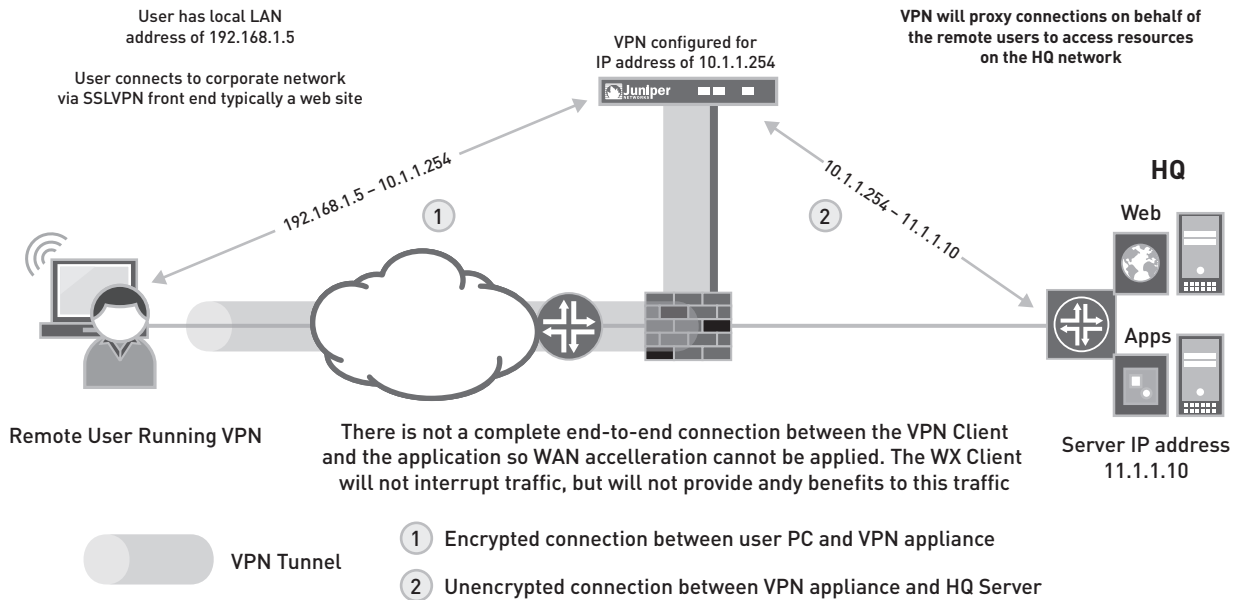 User has local LAN
address of 192.168.1.5
User connects to corporate network
via SSLVPN front end typically a web site
VPN configured for
IP address of 10.1.1.254
VPN will proxy connections on behalf of
the remote users to access resources
on the HQ network
Juniper
NETWORKS
192.168.1.5 – 10.1.1.254
1
10.1.1.254 – 11.1.1.10
2
HQ
Web
Apps
Remote User Running VPN
There is not a complete end-to-end connection between the VPN Client
and the application so WAN accelleration cannot be applied. The WX Client
will not interrupt traffic, but will not provide andy benefits to this traffic
Server IP address
11.1.1.10
VPN Tunnel
1 Encrypted connection between user PC and VPN appliance
2 Unencrypted connection between VPN appliance and HQ Server